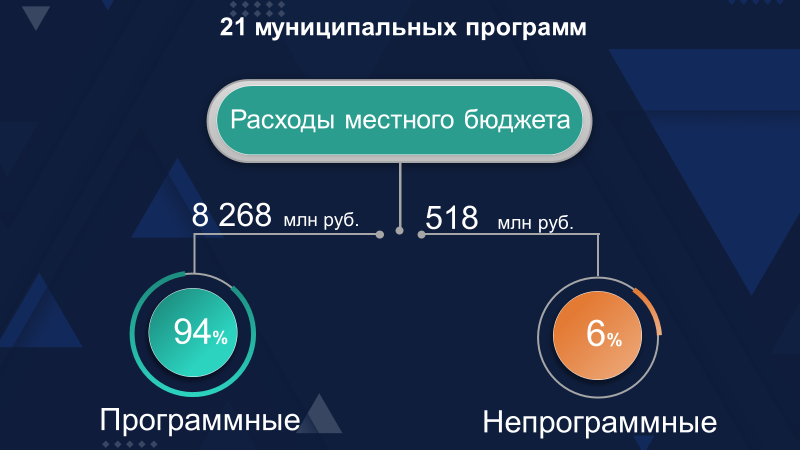 21 муниципальных программ
Расходы местного бюджета
8 268 млн руб.
518 млн руб.
94%
6%
Программные
Непрограммные